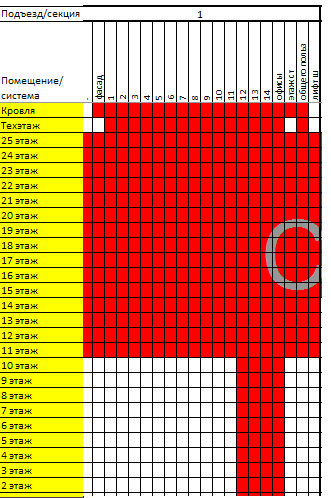 Подъезд/секция 1
Помещение/
система
.
фасад
1
2
3
4
5
6
7
8
9
10
11
12
13
14
офисы
этаж ст
общего польз
лифт ш
Кровля
Техэтаж
25 этаж
24 этаж
23 этаж
22 этаж
21 этаж
20 этаж
19 этаж
18 этаж
17 этаж
16 этаж
15 этаж
14 этаж
13 этаж
12 этаж
11 этаж
10 этаж
9 этаж
8 этаж
7 этаж
6 этаж
5 этаж
4 этаж
3 этаж
2 этаж
С